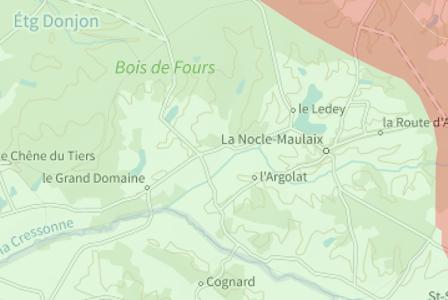 Étg Donjon
Bois de Fours
le Ledey
la Route d'A
La Nocle-Maulaix
e Chêne du Tiers
le Grand Domaine
l'Argolat
la Cressonne
Cognard